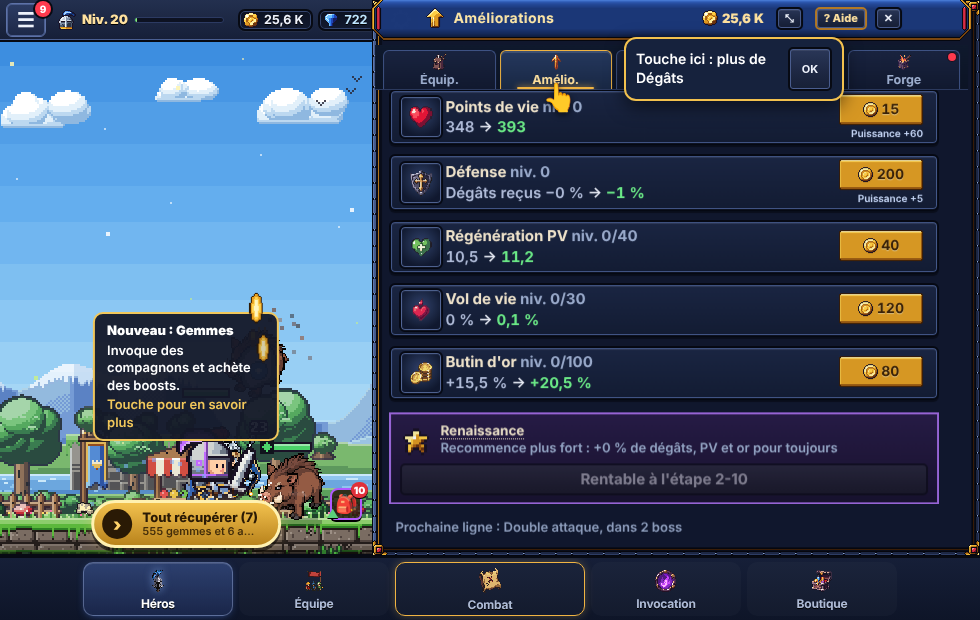 9
Niv. 20
25,6 K
722
Améliorations
25,6 K
? Aide
Équip.
Amélio.
Touche ici : plus de
Dégâts
OK
Forge
Points de vie niv. 0
348 → 393
15
Puissance +60
Défense niv. 0
Dégâts reçus −0 % → −1 %
200
Puissance +5
Régénération PV niv. 0/40
10,5 → 11,2
40
Vol de vie niv. 0/30
0 % → 0,1 %
120
Butin d'or niv. 0/100
+15,5 % → +20,5 %
80
Renaissance
Recommence plus fort : +0 % de dégâts, PV et or pour toujours
Rentable à l'étape 2-10
Prochaine ligne : Double attaque, dans 2 boss
Nouveau : Gemmes
Invoque des
compagnons et achète
des boosts.
Touche pour en savoir
plus
23
10
Tout récupérer (7)
555 gemmes et 6 a...
Héros
Équipe
Combat
Invocation
Boutique